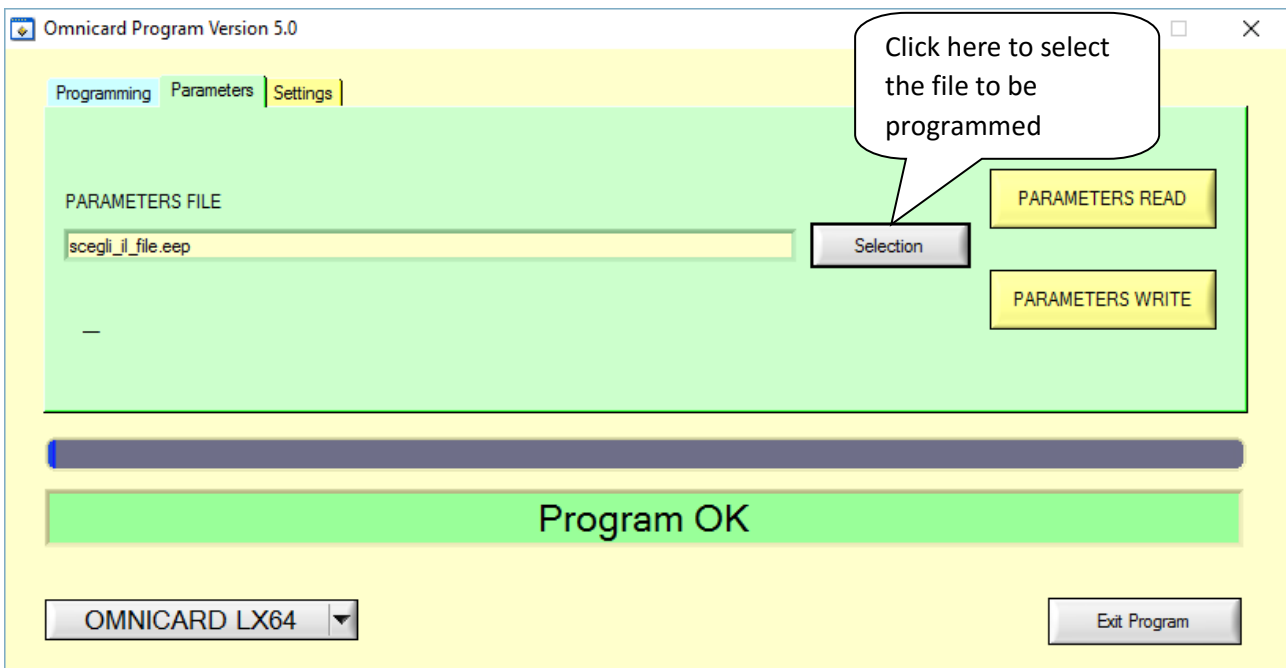 Omnicard Program Version 5.0
Click here to select
the file to be
programmed
Programming Parameters Settings
PARAMETERS FILE
scegli_il_file.eep
Selection
PARAMETERS READ
PARAMETERS WRITE
Program OK
OMNICARD LX64
Exit Program